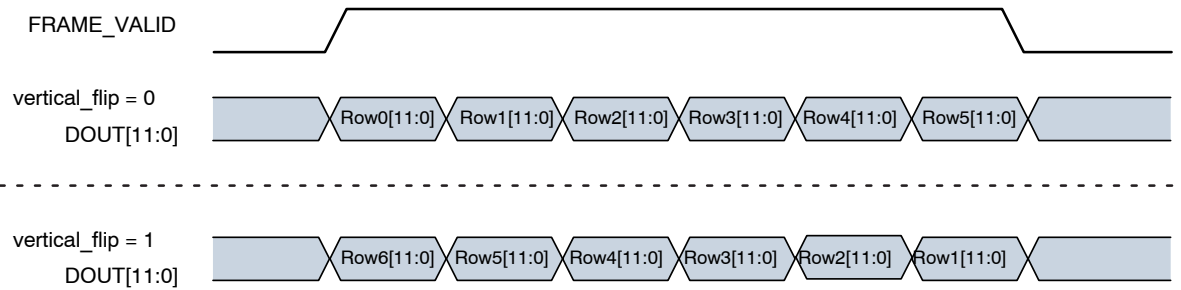 FRAME_VALID
vertical_flip = 0
DOUT[11:0]
Row0[11:0] Row1[11:0] Row2[11:0] Row3[11:0] Row4[11:0] Row5[11:0]
vertical_flip = 1
DOUT[11:0]
Row6[11:0] Row5[11:0] Row4[11:0] Row3[11:0] Row2[11:0] Row1[11:0]